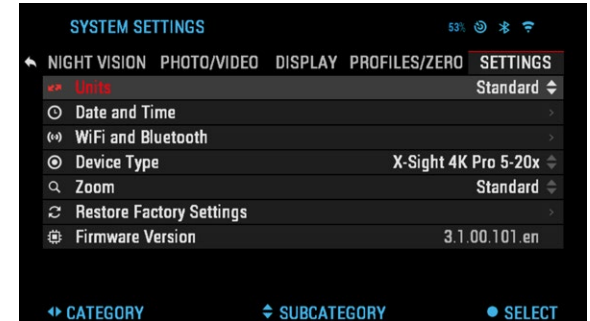 SYSTEM SETTINGS 53%
NIGHT VISION PHOTO/VIDEO DISPLAY PROFILES/ZERO SETTINGS
Units Standard
Date and Time
WiFi and Bluetooth
Device Type X-Sight 4K Pro 5-20x
Zoom Standard
Restore Factory Settings
Firmware Version 3.1.00.101.en
CATEGORY SUBCATEGORY SELECT